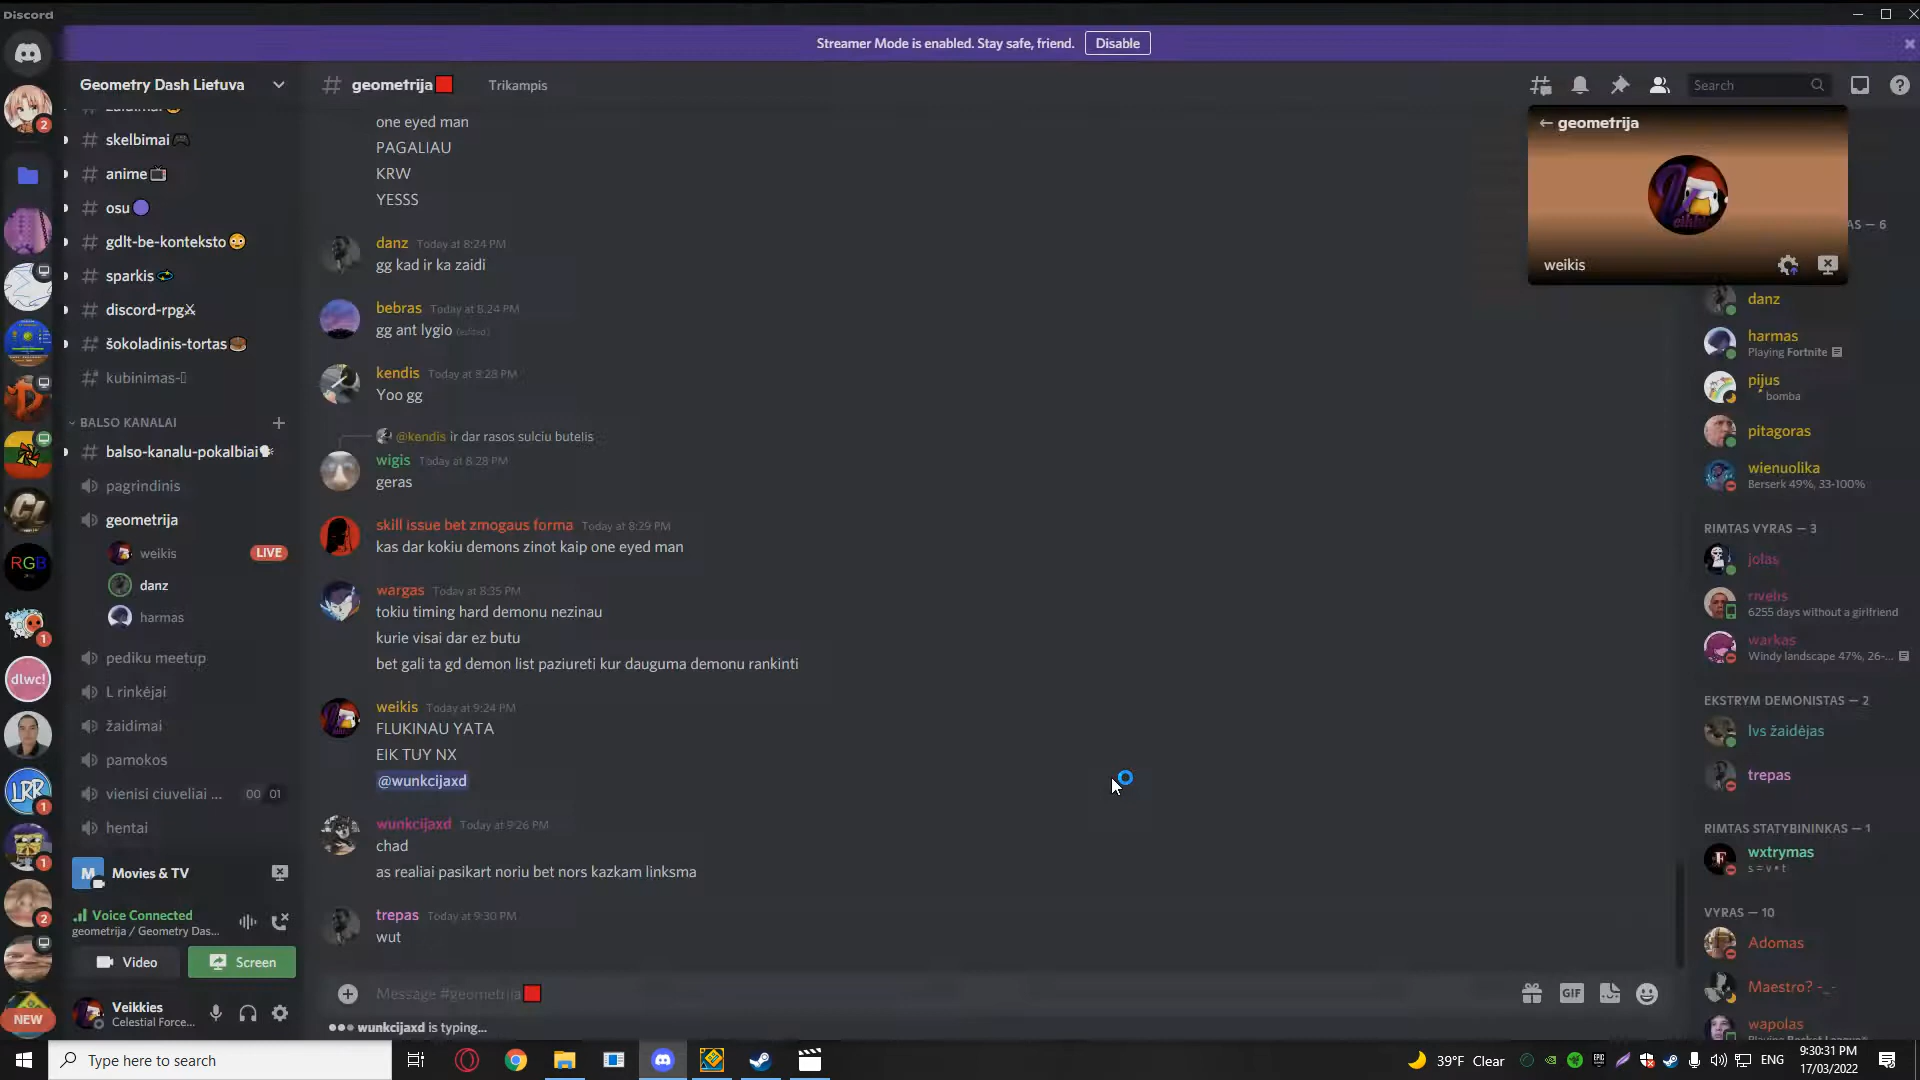 Discord
Streamer Mode is enabled. Stay safe, friend.
Disable
Geometry Dash Lietuva
# geometrija
Trikampis
Search
skelbimai
anime
osu
gdlt-be-konteksto
sparkis
discord-rpg
šokoladinis-tortas
kubinimas-
BALSO KANALAI
balso-kanalu-pokalbiai
pagrindinis
geometrija
weikis
LIVE
danz
harmas
pediku meetup
L rinkėjai
žaidimai
pamokos
vienisi ciuveliai ...
00 01
hentai
M
Movies & TV
Voice Connected
geometrija / Geometry Das...
Video
Screen
Veikkies
Celestial Force...
2
CL
RGB
1
dlwc!
LRR
1
1
2
NEW
one eyed man
PAGALIAU
KRW
YESSS
danz Today at 8:24 PM
gg kad ir ka zaidi
bebras Today at 8:24 PM
gg ant lygio (edited)
kendis Today at 8:28 PM
Yoo gg
@kendis ir dar rasos sulciu butelis
wigis Today at 8:28 PM
geras
skill issue bet zmogaus forma Today at 8:29 PM
kas dar kokiu demons zinot kaip one eyed man
wargas Today at 8:35 PM
tokiu timing hard demonu nezinau
kurie visai dar ez butu
bet gali ta gd demon list paziureti kur dauguma demonu rankinti
weikis Today at 9:24 PM
FLUKINAU YATA
EIK TUY NX
@wunkcijaxd
wunkcijaxd Today at 9:26 PM
chad
as realiai pasikart noriu bet nors kazkam linksma
trepas Today at 9:30 PM
wut
Message #geometrija
GIF
wunkcijaxd is typing...
← geometrija
weikis
AS — 6
danz
harmas
Playing Fortnite
pijus
bomba
pitagoras
wienuolika
Berserk 49%, 33-100%
RIMTAS VYRAS — 3
jotas
rivelis
6255 days without a girlfriend
warkas
Windy landscape 47%, 26-...
EKSTRYM DEMONISTAS — 2
lvs žaidėjas
trepas
RIMTAS STATYBININKAS — 1
wxtrymas
s = v • t
VYRAS — 10
Adomas
Maestro? -_-
wapolas
Type here to search
39°F Clear
ENG
9:30:31 PM
17/03/2022